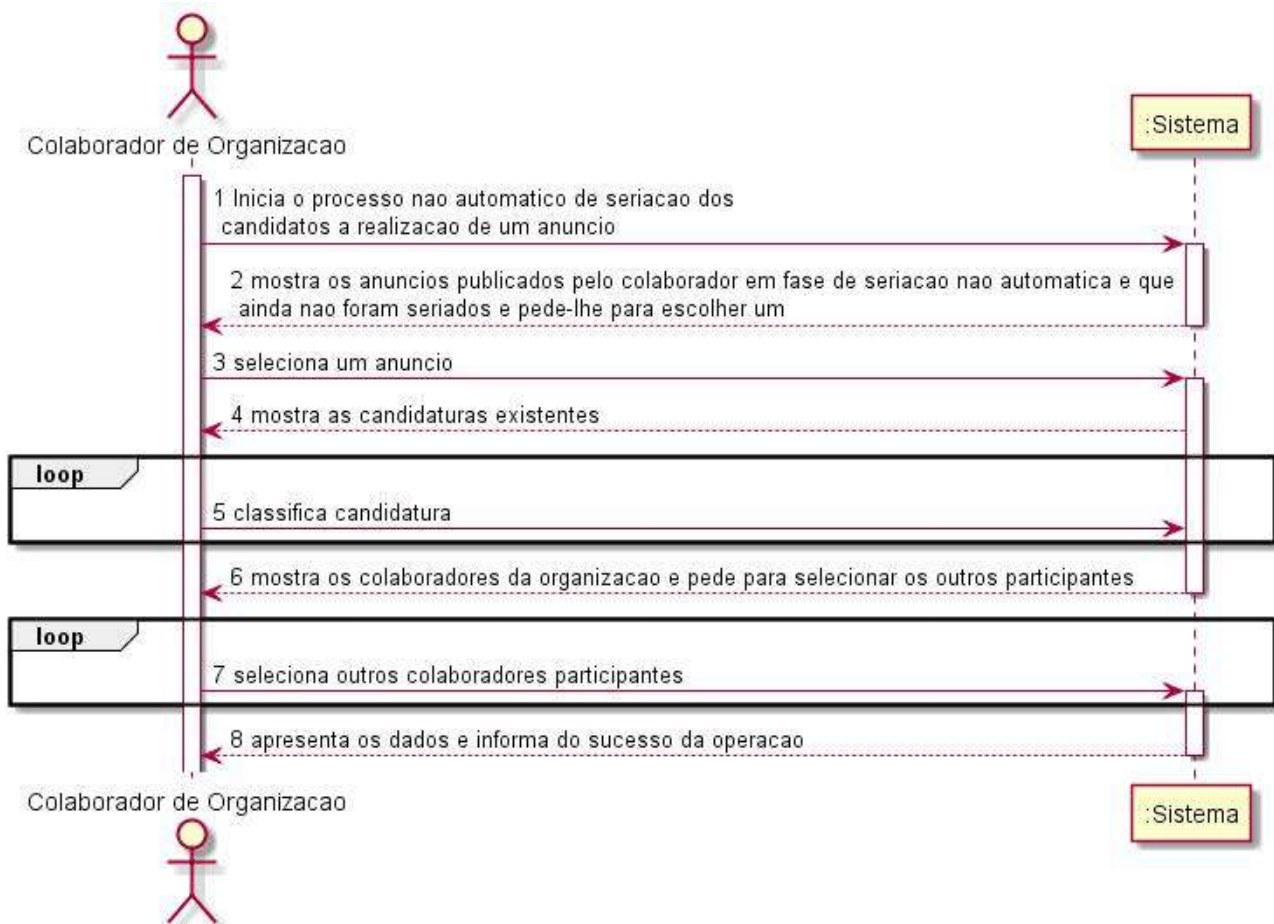 Colaborador de Organizacao
:Sistema
1 Inicia o processo nao automatico de seriacao dos
candidatos a realizacao de um anuncio
2 mostra os anuncios publicados pelo colaborador em fase de seriacao nao automatica e que
ainda nao foram seriados e pede-lhe para escolher um
3 seleciona um anuncio
4 mostra as candidaturas existentes
loop
5 classifica candidatura
6 mostra os colaboradores da organizacao e pede para selecionar os outros participantes
loop
7 seleciona outros colaboradores participantes
8 apresenta os dados e informa do sucesso da operacao
Colaborador de Organizacao
:Sistema